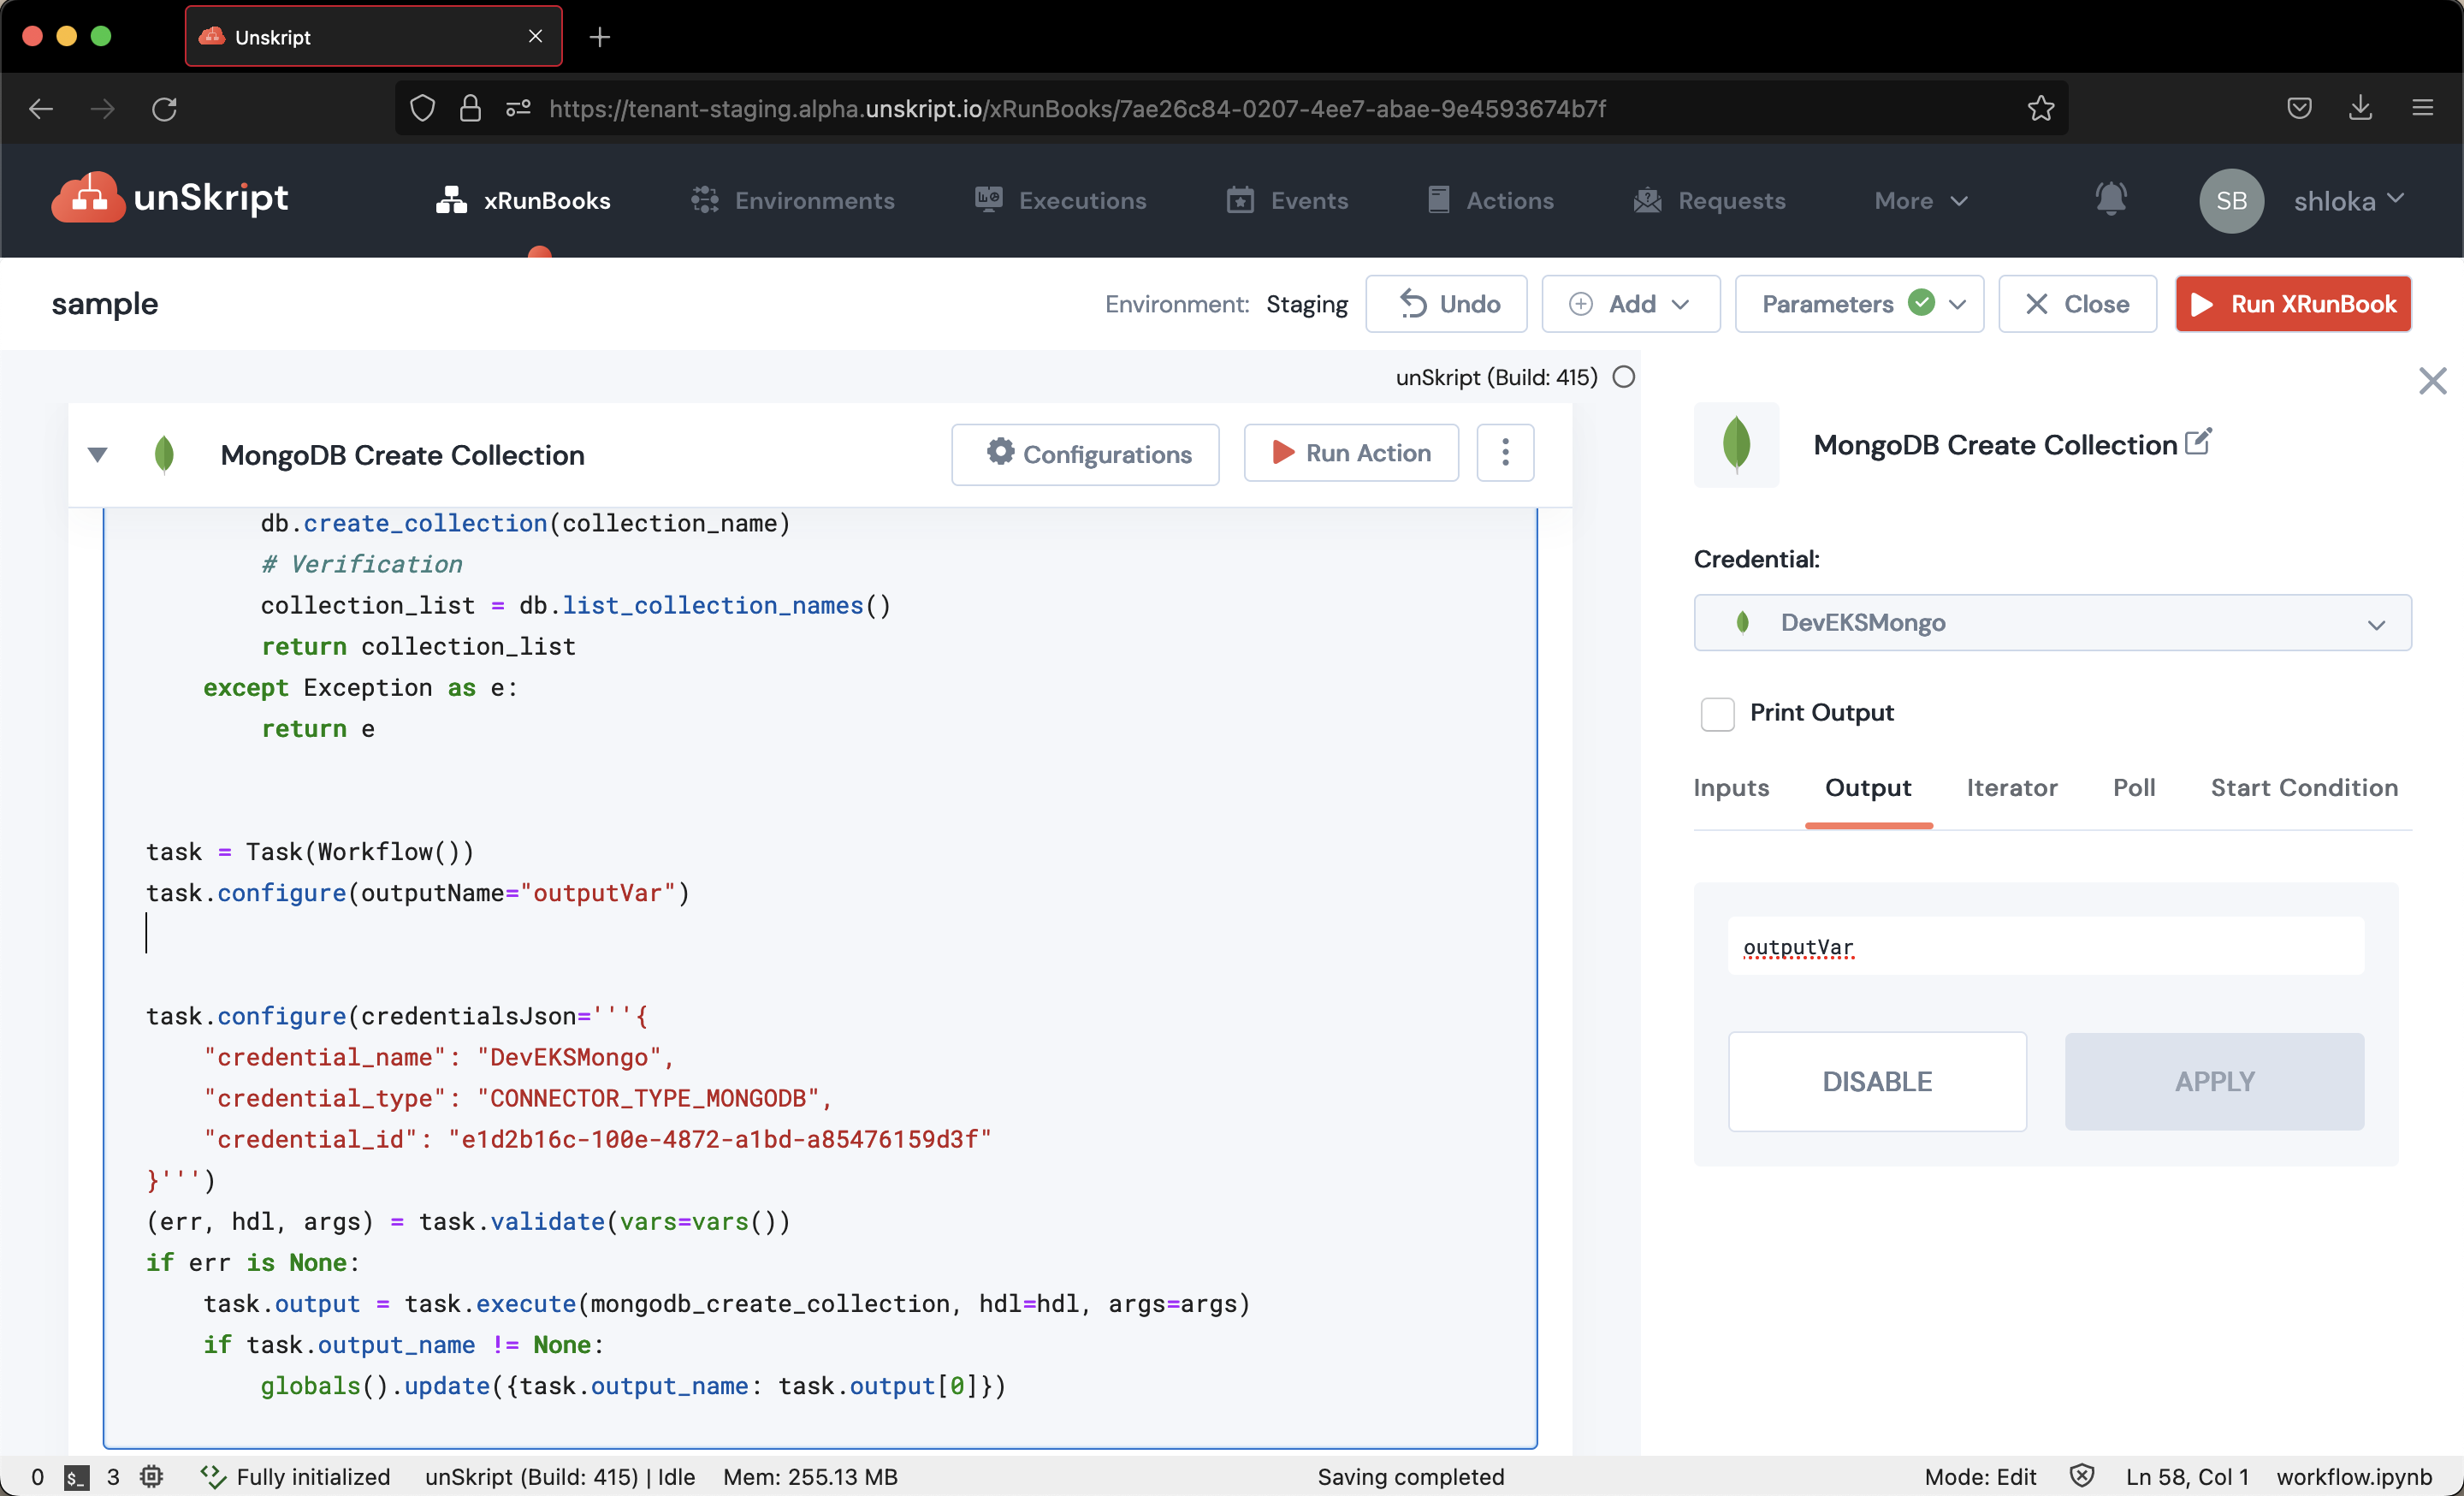 Unskript
https://tenant-staging.alpha.unskript.io/xRunBooks/7ae26c84-0207-4ee7-abae-9e4593674b7f
unSkript xRunBooks Environments Executions Events Actions Requests More SB shloka
sample Environment: Staging Undo Add Parameters Close Run XRunBook
unSkript (Build: 415)
MongoDB Create Collection Configurations Run Action
db.create_collection(collection_name)
# Verification
collection_list = db.list_collection_names()
return collection_list
except Exception as e:
return e
task = Task(Workflow())
task.configure(outputName="outputVar")
task.configure(credentialsJson='''{
"credential_name": "DevEKSMongo",
"credential_type": "CONNECTOR_TYPE_MONGODB",
"credential_id": "e1d2b16c-100e-4872-a1bd-a85476159d3f"
}''')
(err, hdl, args) = task.validate(vars=vars())
if err is None:
task.output = task.execute(mongodb_create_collection, hdl=hdl, args=args)
if task.output_name != None:
globals().update({task.output_name: task.output[0]})
MongoDB Create Collection
Credential:
DevEKSMongo
Print Output
Inputs Output Iterator Poll Start Condition
outputVar
DISABLE APPLY
0 $_ 3 Fully initialized unSkript (Build: 415) | Idle Mem: 255.13 MB Saving completed Mode: Edit Ln 58, Col 1 workflow.ipynb